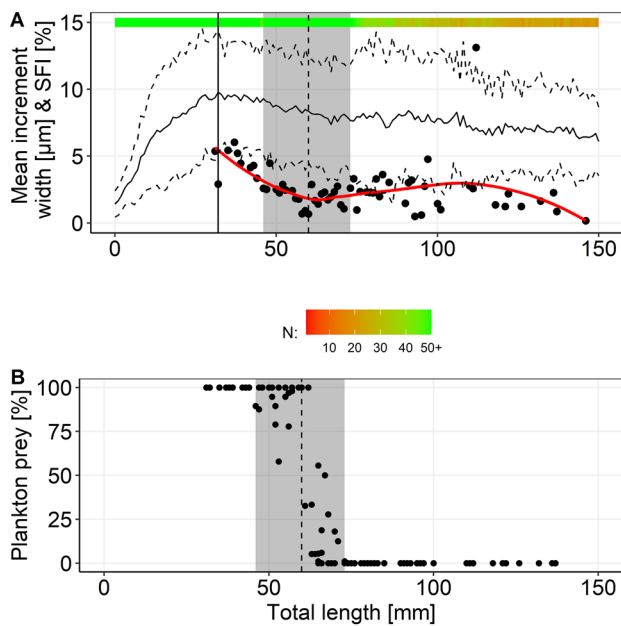 A
15
10
5
0
Mean increment
width [µm] & SFI [%]
0 50 100 150
N:
10 20 30 40 50+
B
100
75
50
25
0
Plankton prey [%]
0 50 100 150
Total length [mm]